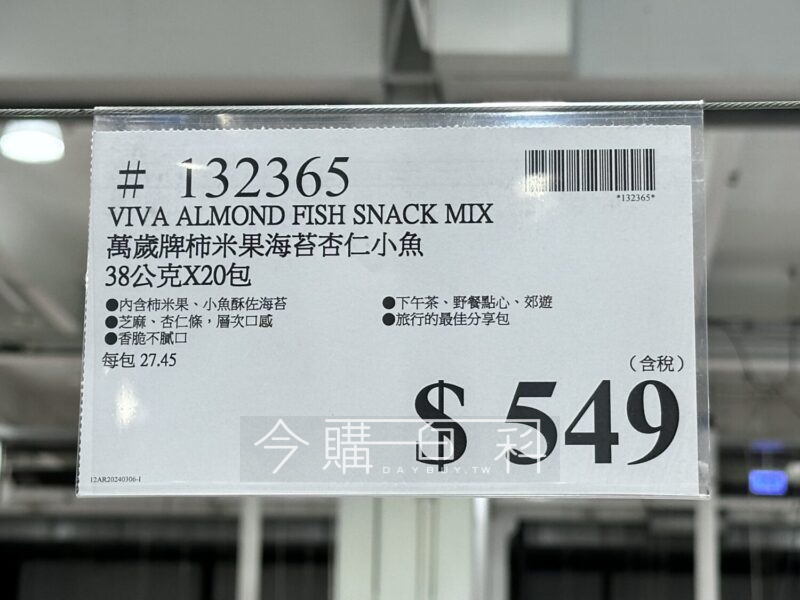 # 132365
*132365*
VIVA ALMOND FISH SNACK MIX
萬歲牌柿米果海苔杏仁小魚
38公克X20包
●內含柿米果、小魚酥佐海苔
●芝麻、杏仁條，層次口感
●香脆不膩口
●下午茶、野餐點心、郊遊
●旅行的最佳分享包
每包 27.45
（含稅）
$ 549
今購百科
DAYBUY.TW
12AR20240306-1